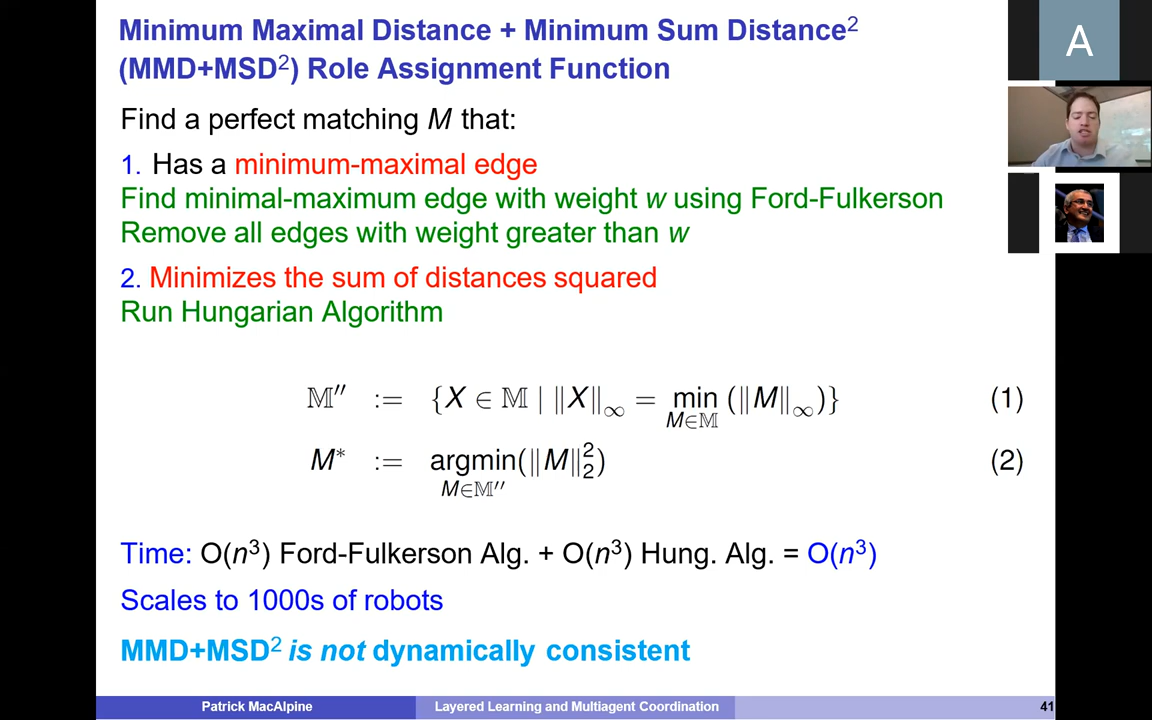 Minimum Maximal Distance + Minimum Sum Distance²
(MMD+MSD²) Role Assignment Function
Find a perfect matching M that:
1. Has a minimum-maximal edge
Find minimal-maximum edge with weight w using Ford-Fulkerson
Remove all edges with weight greater than w
2. Minimizes the sum of distances squared
Run Hungarian Algorithm
𝕄″ := {X ∈ 𝕄 | ‖X‖∞ = min (‖M‖∞)} (1)
M∈𝕄
M* := argmin(‖M‖₂²) (2)
M∈𝕄″
Time: O(n³) Ford-Fulkerson Alg. + O(n³) Hung. Alg. = O(n³)
Scales to 1000s of robots
MMD+MSD² is not dynamically consistent
Patrick MacAlpine Layered Learning and Multiagent Coordination 41
A